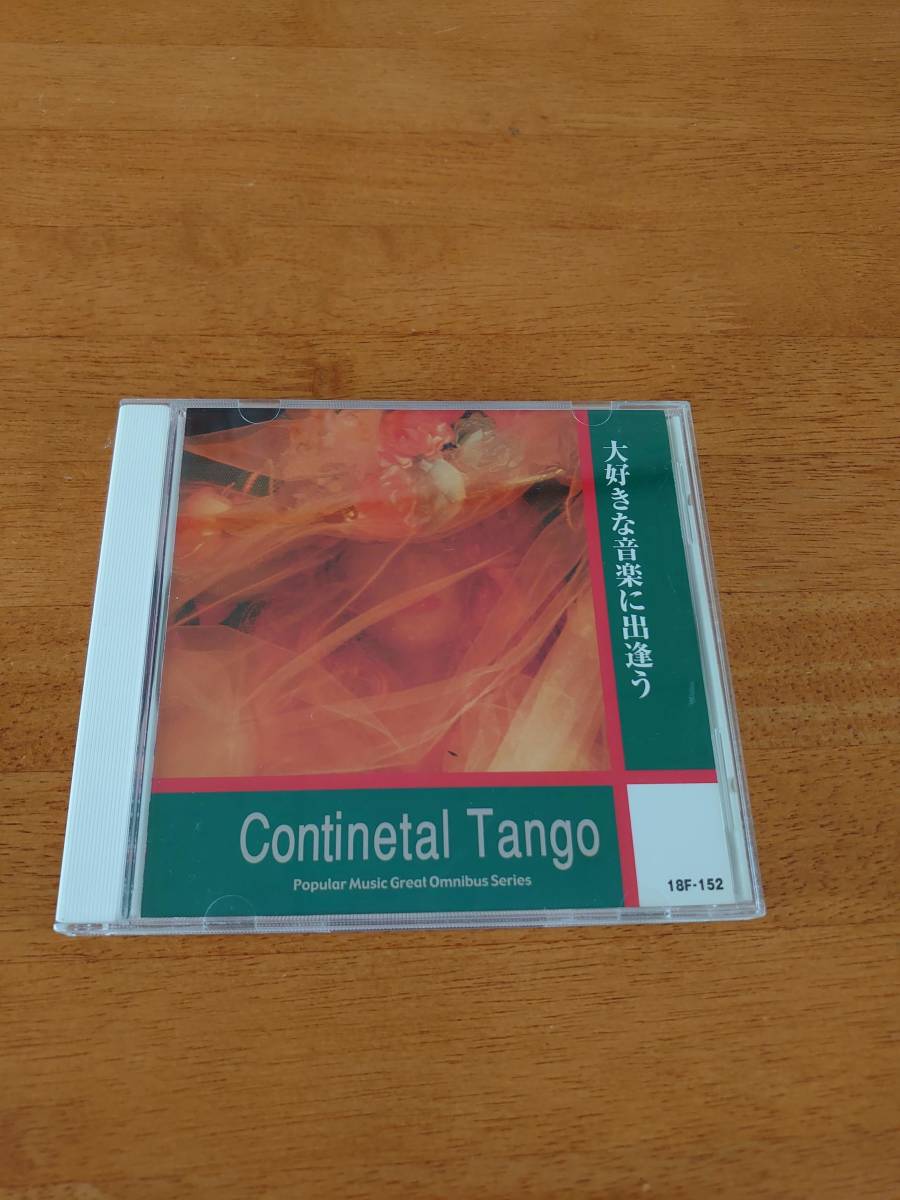 大好きな音楽に出逢う
Continetal Tango
Popular Music Great Omnibus Series
18F-152